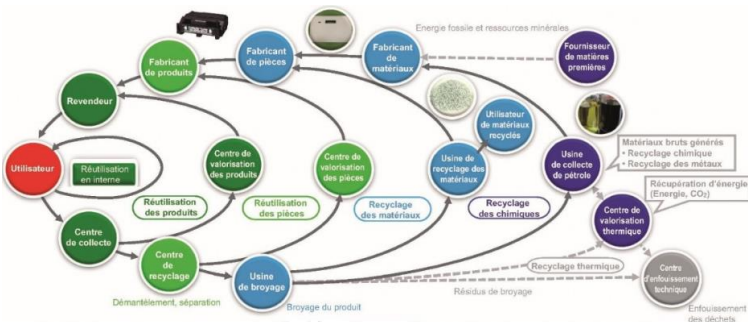 Energie fossile et ressources minérales
Fabricant
de produits
Fabricant
de pièces
Fabricant
de
matériaux
Fournisseur
de matières
premières
Revendeur
Utilisateur
de matériaux
recyclés
Utilisateur
Réutilisation
en interne
Centre de
valorisation
des produits
Centre de
valorisation
des pièces
Usine de
recyclage des
matériaux
Usine
de collecte
de pétrole
Matériaux bruts générés
• Recyclage chimique
• Recyclage des métaux
Réutilisation
des produits
Réutilisation
des pièces
Recyclage
des matériaux
Recyclage
des chimiques
Récupération d'énergie
(Energie, CO₂)
Centre de
valorisation
thermique
Centre
de collecte
Centre
de
recyclage
Usine
de broyage
Recyclage thermique
Centre
d'enfouissement
technique
Démantèlement, séparation
Broyage du produit
Résidus de broyage
Enfouissement
des déchets